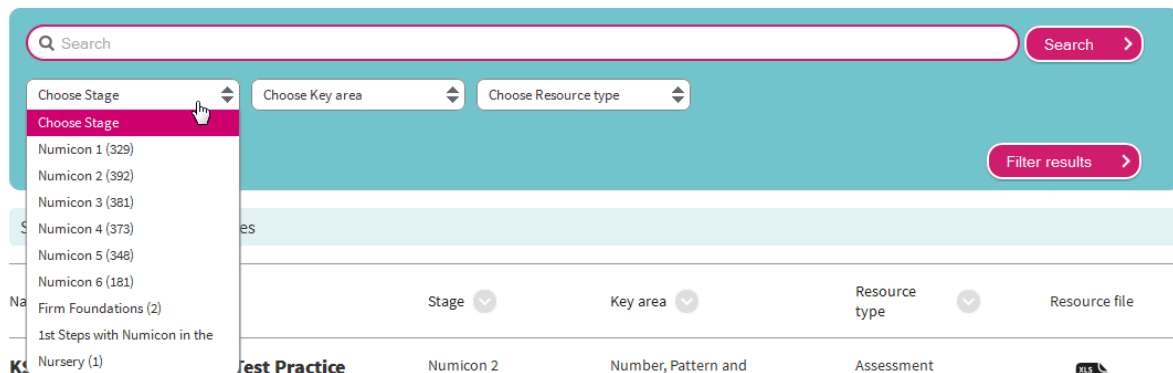 Search
Search
Choose Stage
Choose Key area
Choose Resource type
Choose Stage
Numicon 1 (329)
Numicon 2 (392)
Numicon 3 (381)
Numicon 4 (373)
Numicon 5 (348)
Numicon 6 (181)
Firm Foundations (2)
1st Steps with Numicon in the
Nursery (1)
Filter results
Stage
Key area
Resource
type
Resource file
Test Practice
Numicon 2
Number, Pattern and
Assessment
XLS